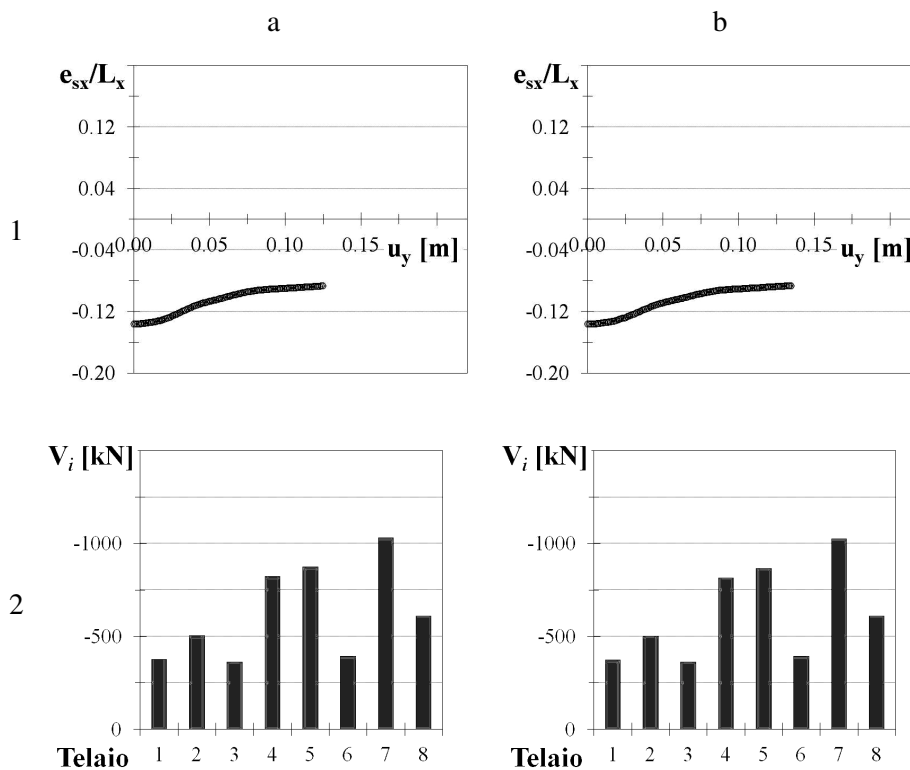 a b
e_sx/L_x e_sx/L_x
0.12 0.12
0.04 0.04
1
0.00 0.05 0.10 0.15 0.00 0.05 0.10 0.15
-0.04 u_y [m] -0.04 u_y [m]
-0.12 -0.12
-0.20 -0.20
V_i [kN] V_i [kN]
-1000 -1000
2
-500 -500
0 0
Telaio 1 2 3 4 5 6 7 8 Telaio 1 2 3 4 5 6 7 8